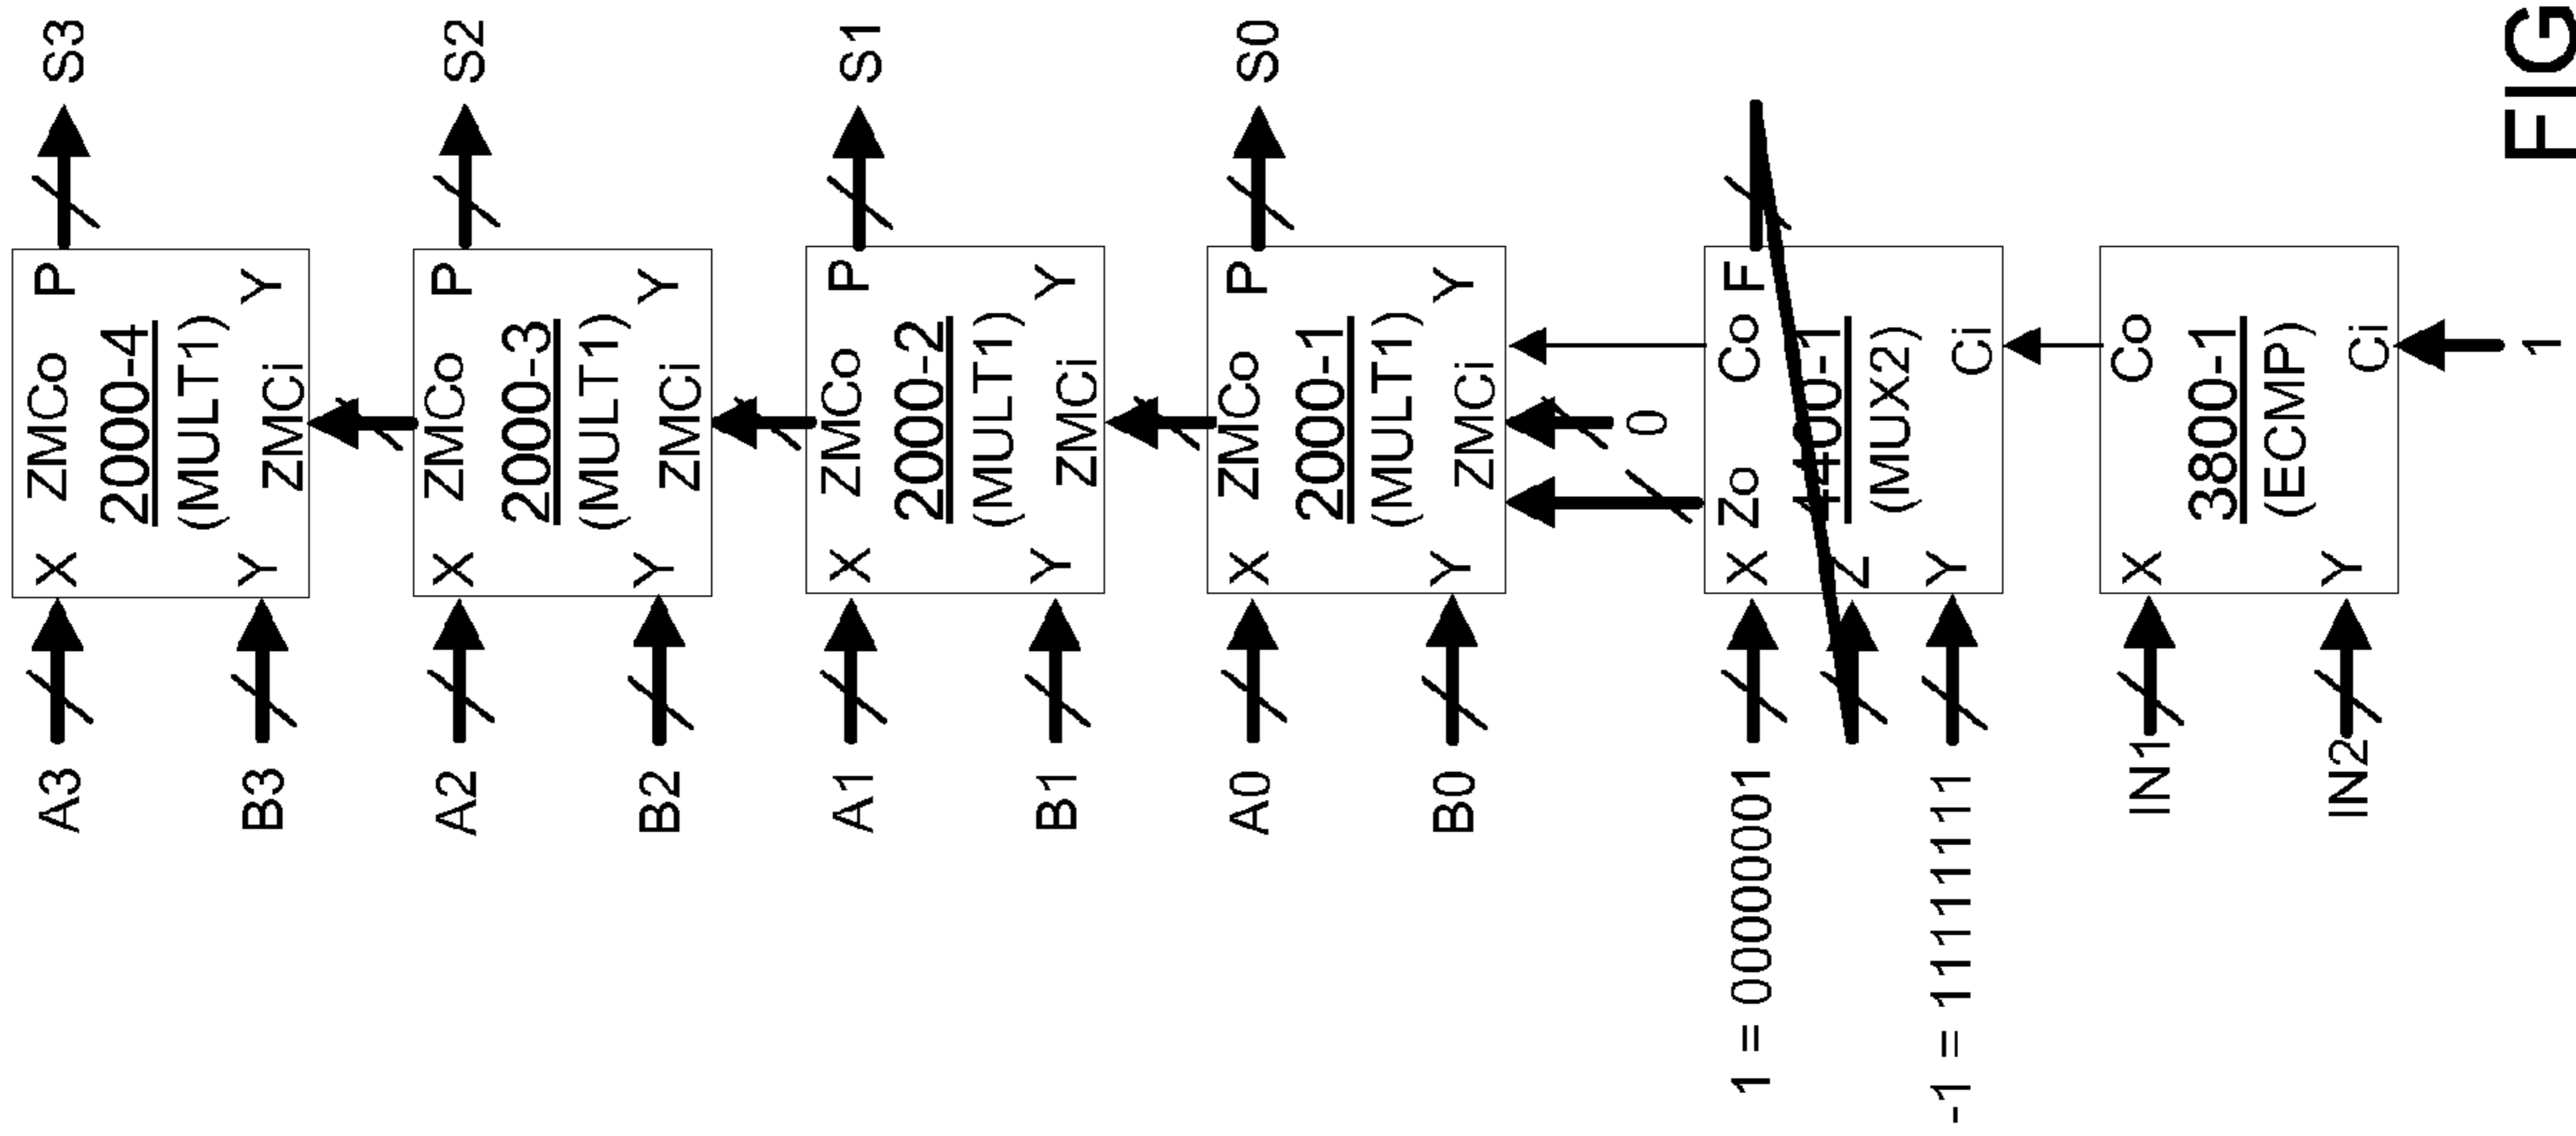 A3 X ZMCo P S3
2000-4
(MULT1)
B3 Y ZMCi Y
A2 X ZMCo P S2
2000-3
(MULT1)
B2 Y ZMCi Y
A1 X ZMCo P S1
2000-2
(MULT1)
B1 Y ZMCi Y
A0 X ZMCo P S0
2000-1
(MULT1)
B0 Y ZMCi Y
0
1 = 00000001 X Zo Co F
Z
(MUX2)
-1 = 11111111 Y Ci
IN1 X Co
3800-1
(ECMP)
IN2 Y Ci
1
FIG